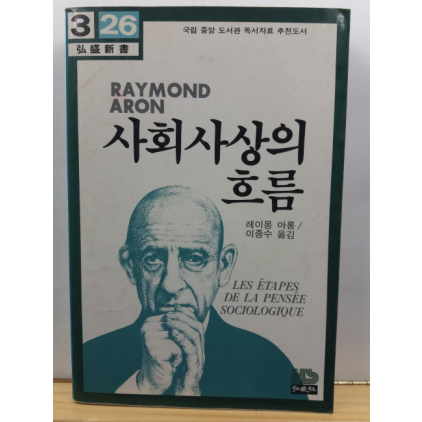 3 26
弘盛新書
국립 중앙 도서관 독서자료 추천도서
RAYMOND
ARON
사회사상의
흐름
레이몽 아롱/
이종수 옮김
LES ÉTAPES
DE LA PENSÉE
SOCIOLOGIQUE